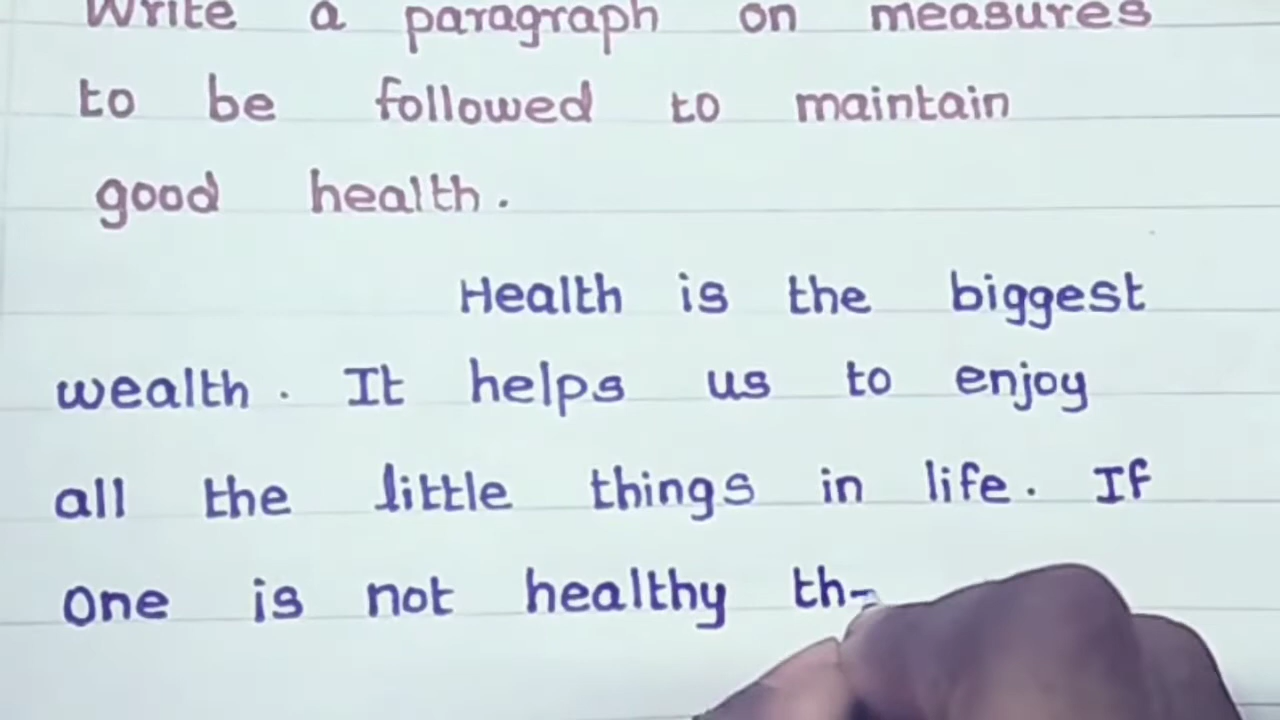 Write a paragraph on measures
to be followed to maintain
good health.
Health is the biggest
wealth. It helps us to enjoy
all the little things in life. If
one is not healthy th